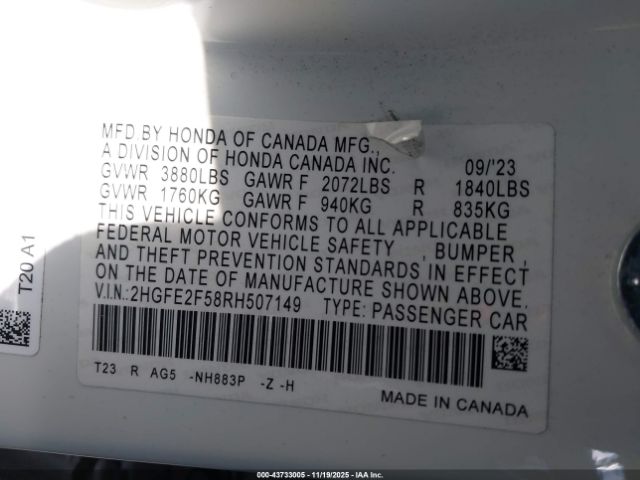 MFD.BY HONDA OF CANADA MFG.,
A DIVISION OF HONDA CANADA INC. 09/'23
GVWR 3880LBS GAWR F 2072LBS R 1840LBS
GVWR 1760KG GAWR F 940KG R 835KG
THIS VEHICLE CONFORMS TO ALL APPLICABLE
FEDERAL MOTOR VEHICLE SAFETY , BUMPER ,
AND THEFT PREVENTION STANDARDS IN EFFECT
ON THE DATE OF MANUFACTURE SHOWN ABOVE.
V.I.N.:2HGFE2F58RH507149 TYPE: PASSENGER CAR
T23 R AG5 -NH883P -Z -H
MADE IN CANADA
T20 A1
000-43733005 - 11/19/2025 - IAA Inc.